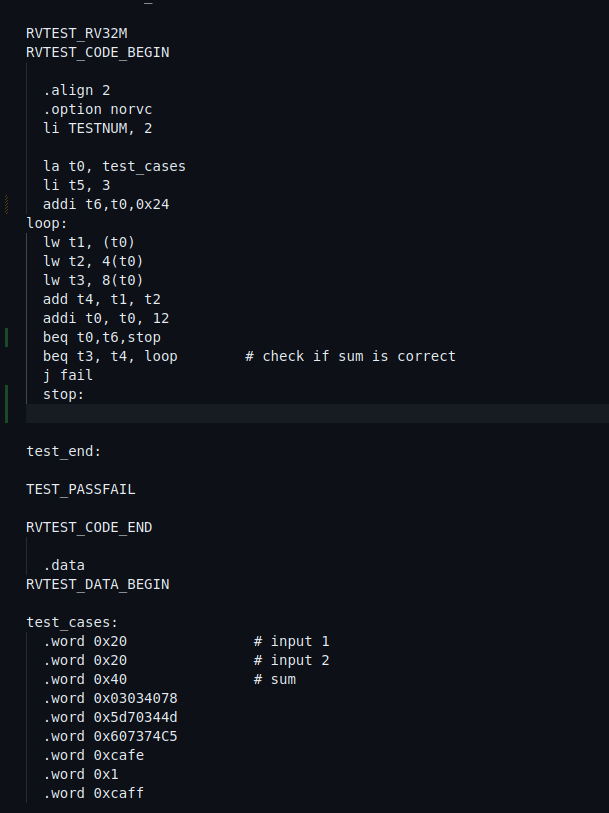 RVTEST_RV32M
RVTEST_CODE_BEGIN
.align 2
.option norvc
li TESTNUM, 2
la t0, test_cases
li t5, 3
addi t6,t0,0x24
loop:
lw t1, (t0)
lw t2, 4(t0)
lw t3, 8(t0)
add t4, t1, t2
addi t0, t0, 12
beq t0,t6,stop
beq t3, t4, loop        # check if sum is correct
j fail
stop:
test_end:
TEST_PASSFAIL
RVTEST_CODE_END
.data
RVTEST_DATA_BEGIN
test_cases:
.word 0x20               # input 1
.word 0x20               # input 2
.word 0x40               # sum
.word 0x03034078
.word 0x5d70344d
.word 0x607374C5
.word 0xcafe
.word 0x1
.word 0xcaff